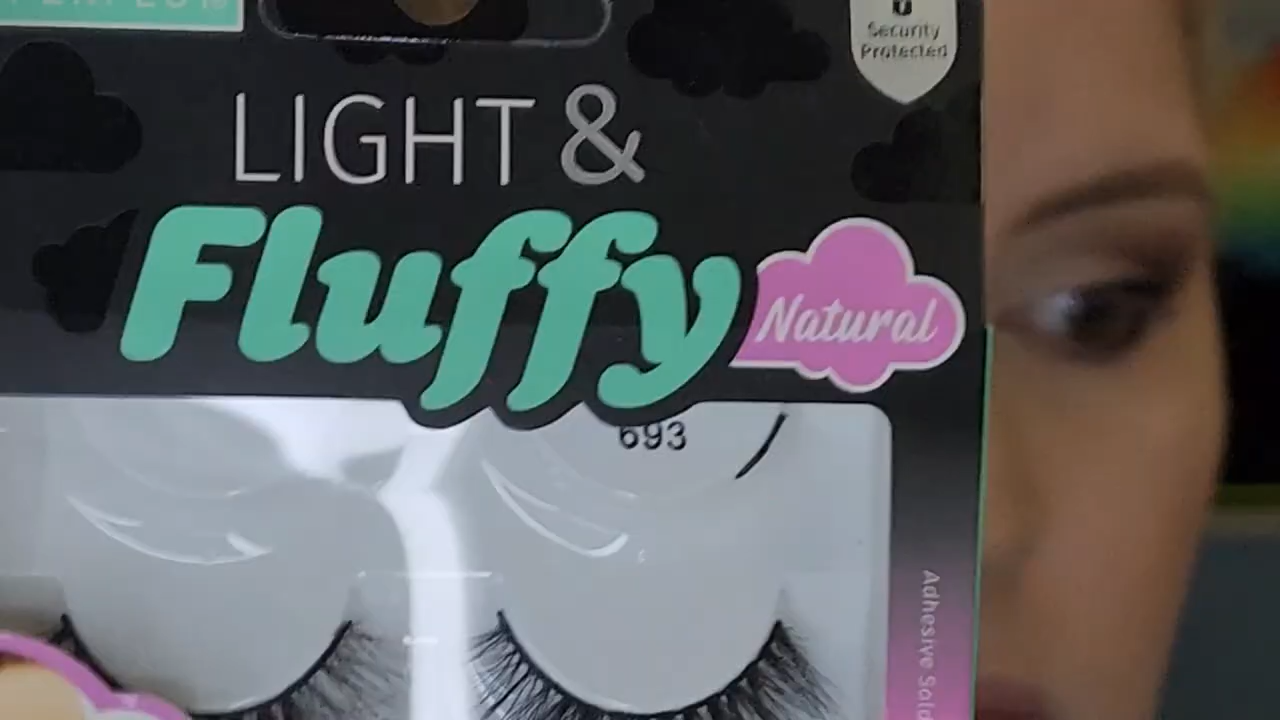 Security
Protected
LIGHT &
Fluffy
Natural
693
Adhesive Sold